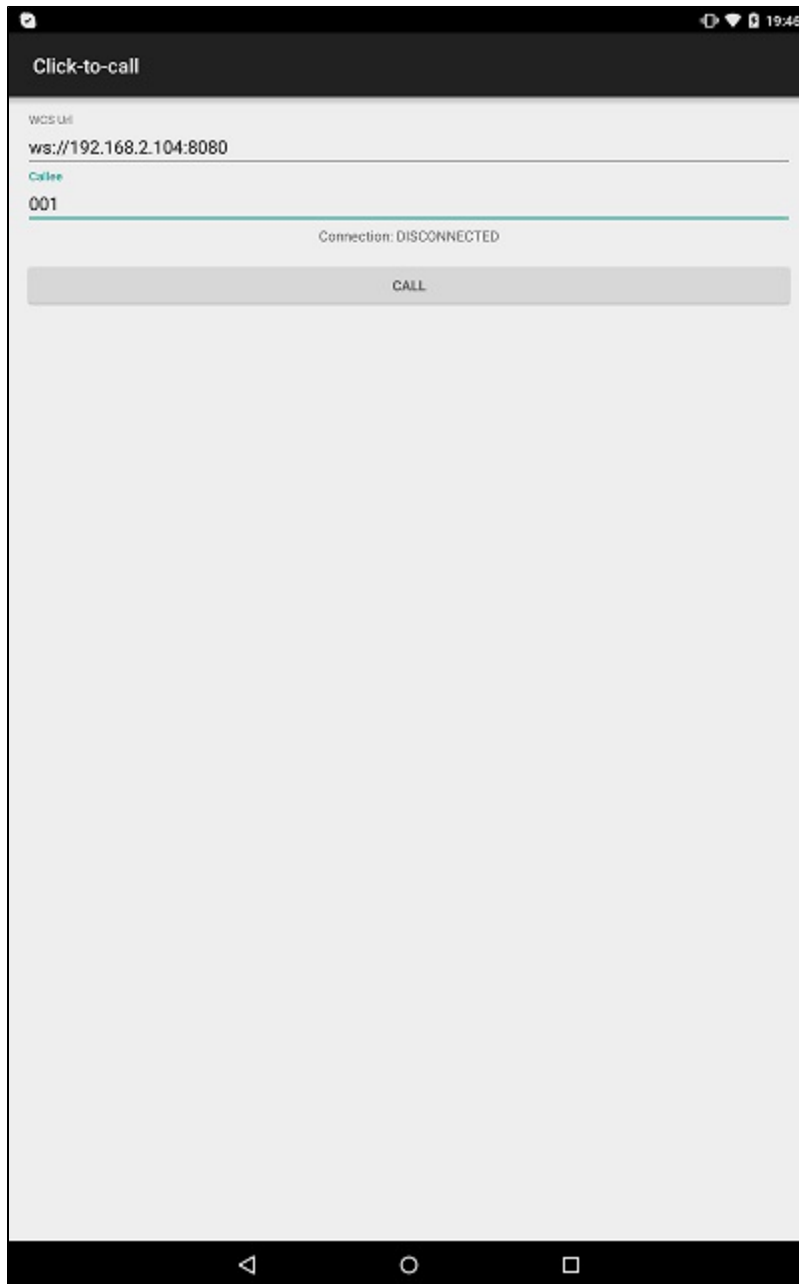 19:46
Click-to-call
WCS Url
ws://192.168.2.104:8080
Callee
001
Connection: DISCONNECTED
CALL